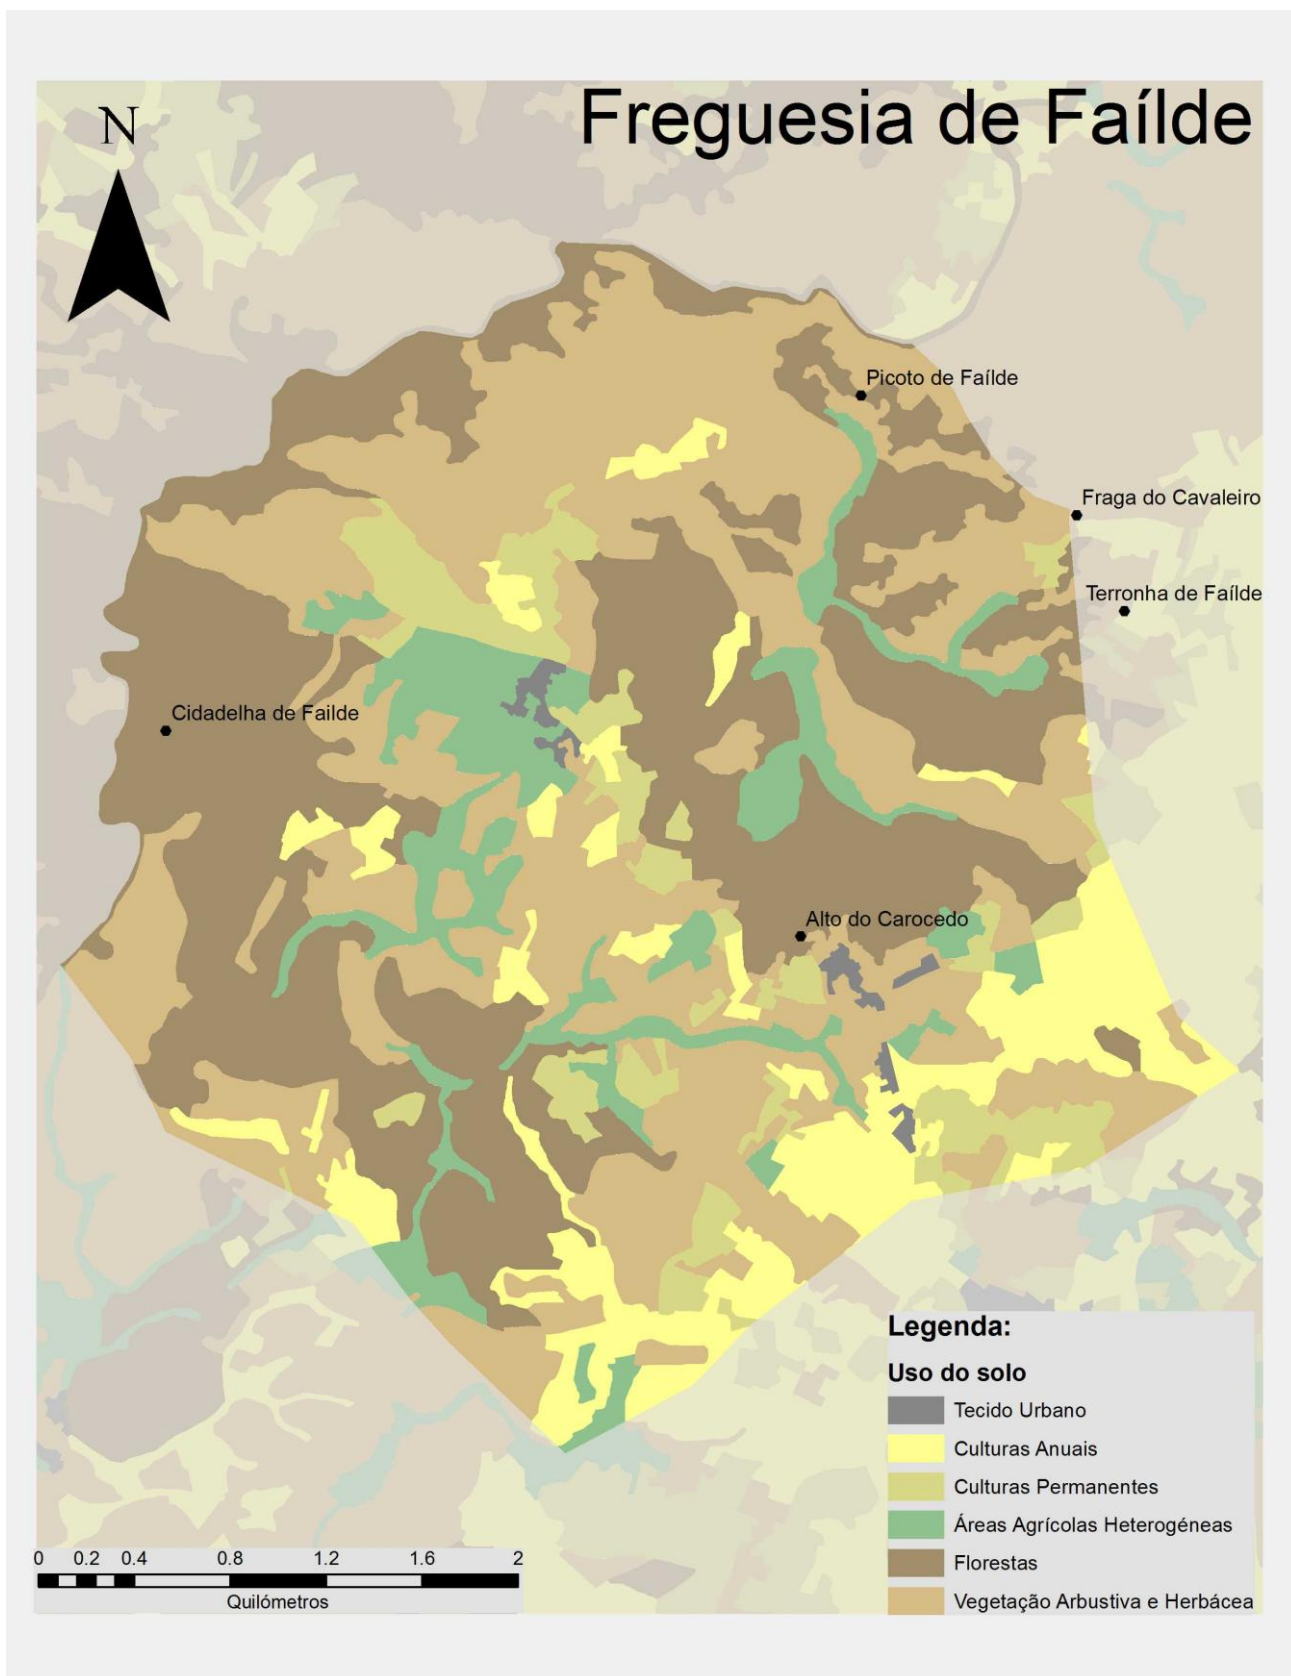 Freguesia de Faílde
N
Picoto de Faílde
Fraga do Cavaleiro
Terronha de Faílde
Cidadelha de Failde
Alto do Carocedo
Legenda:
Uso do solo
Tecido Urbano
Culturas Anuais
Culturas Permanentes
Áreas Agrícolas Heterogéneas
Florestas
Vegetação Arbustiva e Herbácea
0 0.2 0.4 0.8 1.2 1.6 2
Quilómetros